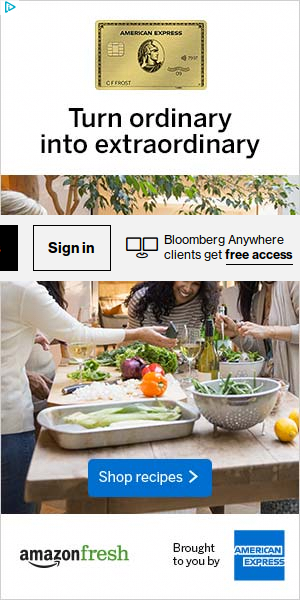 AMERICAN EXPRESS
C F FROST
Turn ordinary
into extraordinary
Sign in
Bloomberg Anywhere
clients get free access
Shop recipes
amazonfresh
Brought
to you by
AMERICAN
EXPRESS